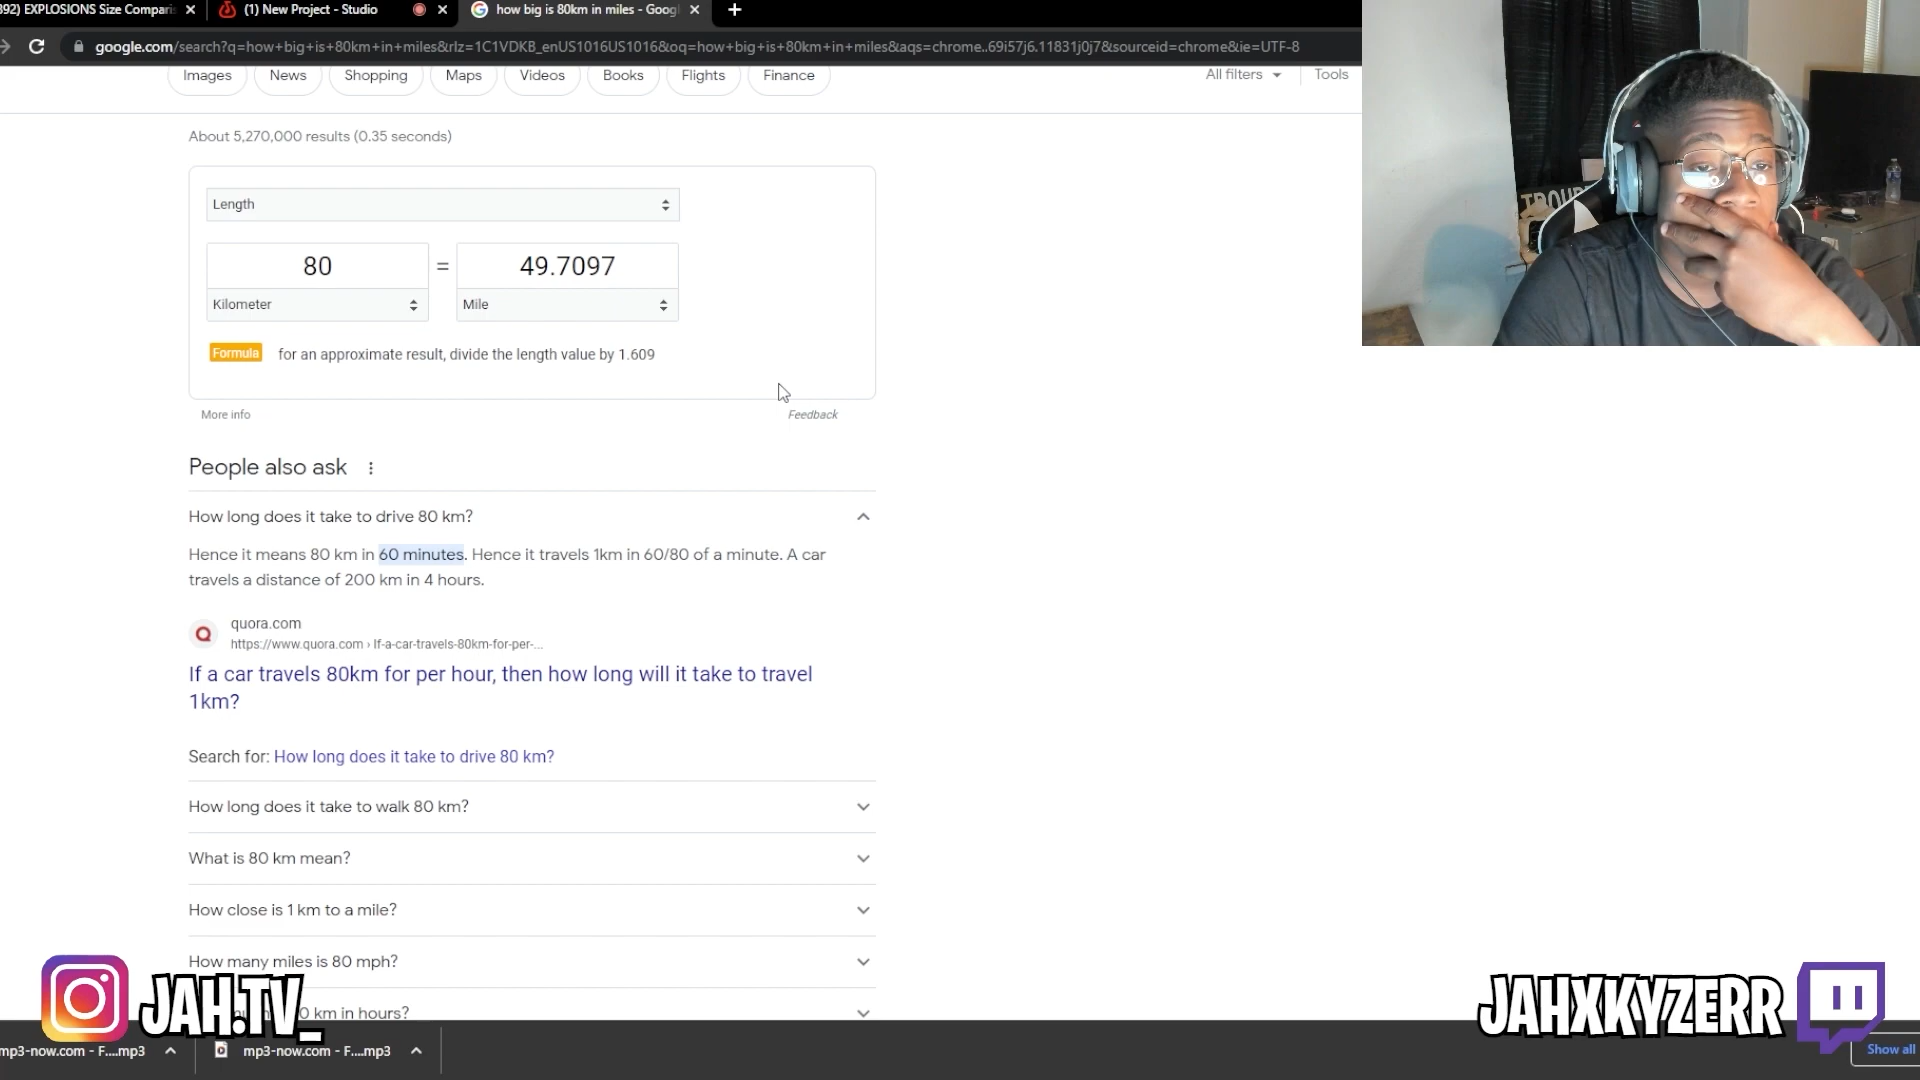 392) EXPLOSIONS Size Compari
(1) New Project - Studio
how big is 80km in miles - Goog
google.com/search?q=how+big+is+80km+in+miles&rlz=1C1VDKB_enUS1016US1016&oq=how+big+is+80km+in+miles&aqs=chrome..69i57j6.11831j0j7&sourceid=chrome&ie=UTF-8
Images
News
Shopping
Maps
Videos
Books
Flights
Finance
All filters
Tools
About 5,270,000 results (0.35 seconds)
Length
80 = 49.7097
Kilometer
Mile
Formula for an approximate result, divide the length value by 1.609
More info
Feedback
People also ask
How long does it take to drive 80 km?
Hence it means 80 km in 60 minutes. Hence it travels 1km in 60/80 of a minute. A car
travels a distance of 200 km in 4 hours.
quora.com
https://www.quora.com › If-a-car-travels-80km-for-per-...
If a car travels 80km for per hour, then how long will it take to travel
1km?
Search for: How long does it take to drive 80 km?
How long does it take to walk 80 km?
What is 80 km mean?
How close is 1 km to a mile?
How many miles is 80 mph?
0 km in hours?
JAH.TV_
JAHXKYZERR
mp3-now.com - F....mp3
mp3-now.com - F....mp3
Show all
TROUB